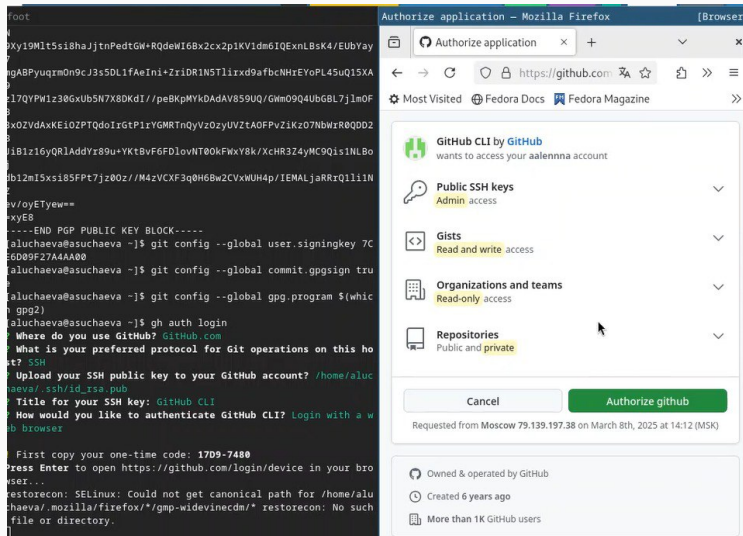 foot
N
9Xy19Mlt5si8haJjtnPedtGW+RQdeWI6Bx2cx2p1KV1dm6IQExnLBsK4/EUbYay
7
mgABPyuqrmOn9cJ3s5DL1fAeIni+ZriDR1N5Tlirxd9afbcNHrEYoPL45uQ15XA
9
zl7QYPW1z30GxUb5N7X8DKdI//peBKpMYkDAdAV859UQ/GWmO9Q4UbGBL7jlmOF
3
3xOZVdAxKEiOZPTQdoIrGtP1rYGMRTnQyVzOzyUVZtAOFPvZiKzO7NbWrR0QDD2
3
JiB1z16yQRlAddYr89u+YKtBvF6FDlovNT0OkFWxY8k/XcHR3Z4yMC9Qis1NLBo
j
db12mI5xsi85FPt7jz0Oz//M4zVCXF3q0H6Bw2CVxWUH4p/IEMALjaRRrQ1li1N
Z
ev/oyETyew==
=xyE8
-----END PGP PUBLIC KEY BLOCK-----
[aluchaeva@asuchaeva ~]$ git config --global user.signingkey 7C
E6D09F27A4AA00
[aluchaeva@asuchaeva ~]$ git config --global commit.gpgsign tru
e
[aluchaeva@asuchaeva ~]$ git config --global gpg.program $(whic
h gpg2)
[aluchaeva@asuchaeva ~]$ gh auth login
? Where do you use GitHub? GitHub.com
? What is your preferred protocol for Git operations on this ho
st? SSH
? Upload your SSH public key to your GitHub account? /home/aluc
haeva/.ssh/id_rsa.pub
? Title for your SSH key: GitHub CLI
? How would you like to authenticate GitHub CLI? Login with a w
eb browser
! First copy your one-time code: 17D9-7480
Press Enter to open https://github.com/login/device in your bro
wser...
restorecon: SELinux: Could not get canonical path for /home/alu
chaeva/.mozilla/firefox/*/gmp-widevinecdm/* restorecon: No such
file or directory.
Authorize application — Mozilla Firefox [Browser
Authorize application
https://github.com
Most Visited Fedora Docs Fedora Magazine
GitHub CLI by GitHub
wants to access your aalennna account
Public SSH keys
Admin access
Gists
Read and write access
Organizations and teams
Read-only access
Repositories
Public and private
Cancel Authorize github
Requested from Moscow 79.139.197.38 on March 8th, 2025 at 14:12 (MSK)
Owned & operated by GitHub
Created 6 years ago
More than 1K GitHub users